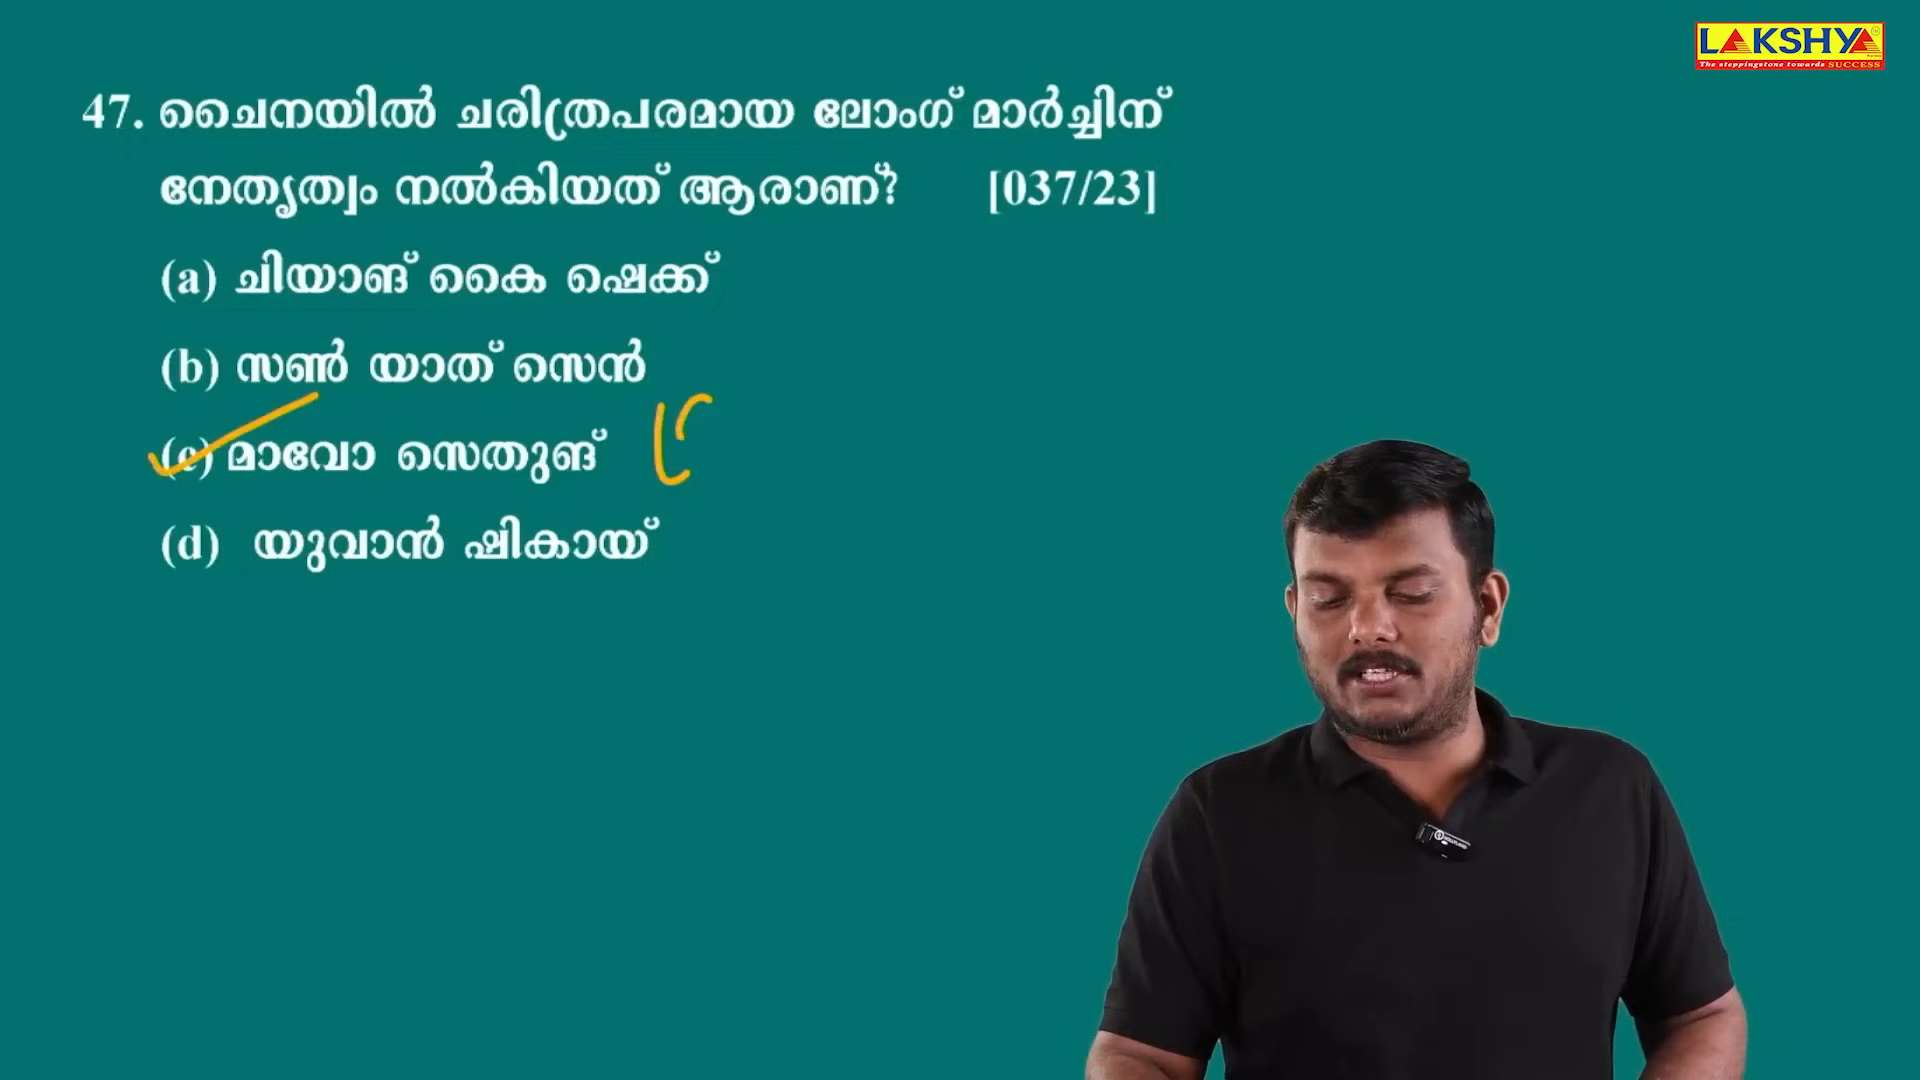 LAKSHYA
The steppingstone towards SUCCESS
47. ചൈനയിൽ ചരിത്രപരമായ ലോംഗ് മാർച്ചിന്
നേതൃത്വം നൽകിയത് ആരാണ്? [037/23]
(a) ചിയാങ് കൈ ഷെക്ക്
(b) സൺ യാത് സെൻ
(c) മാവോ സെതുങ്
(d) യുവാൻ ഷികായ്